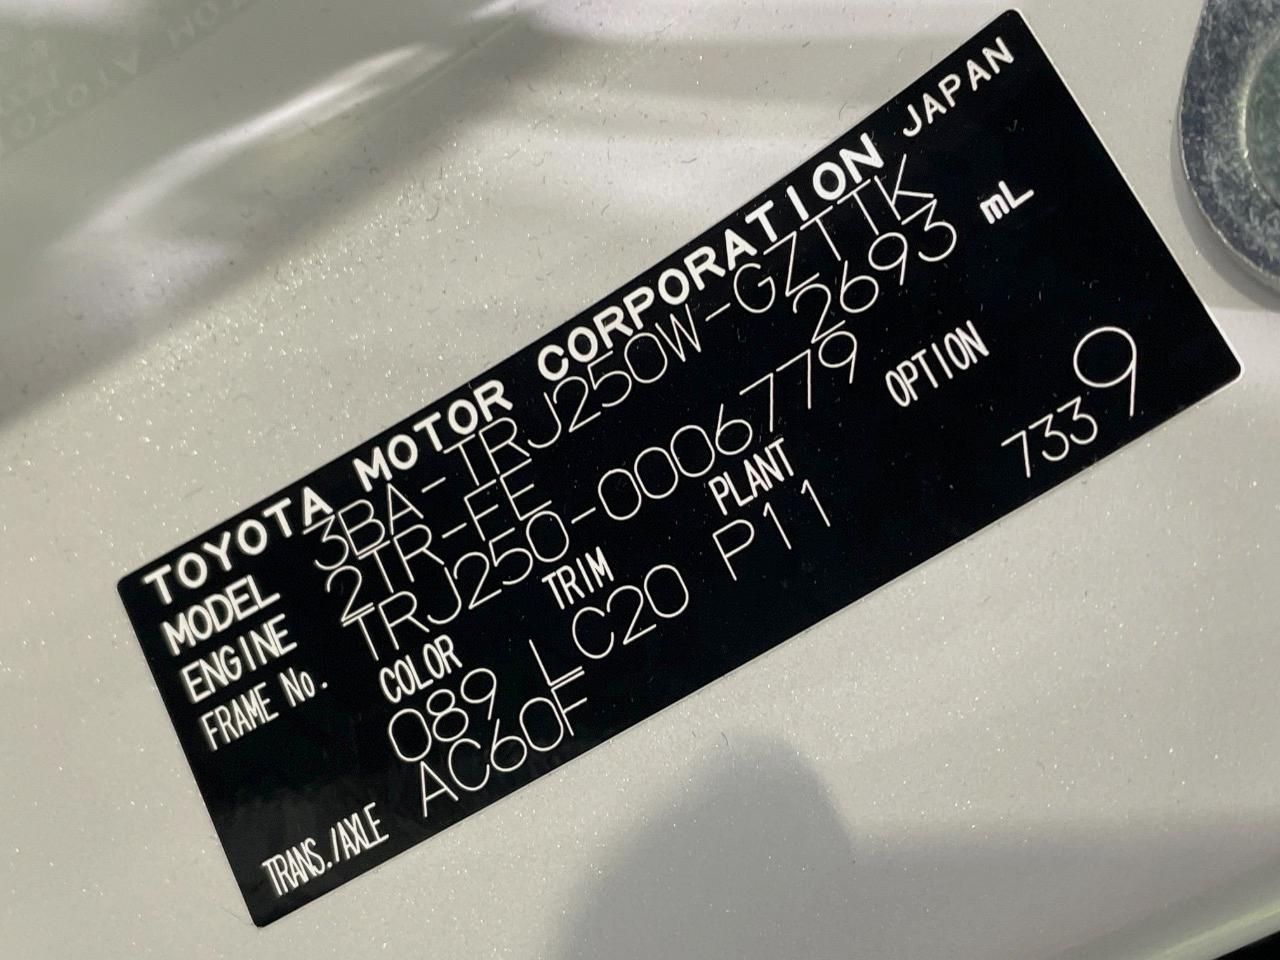 TOYOTA MOTOR CORPORATION JAPAN
MODEL 3BA-TRJ250W-GZTTK
ENGINE 2TR-FE 2693 mL
FRAME No. TRJ250-0006779
COLOR TRIM PLANT OPTION
089 LC20 P11 7339
TRANS./AXLE AC60F